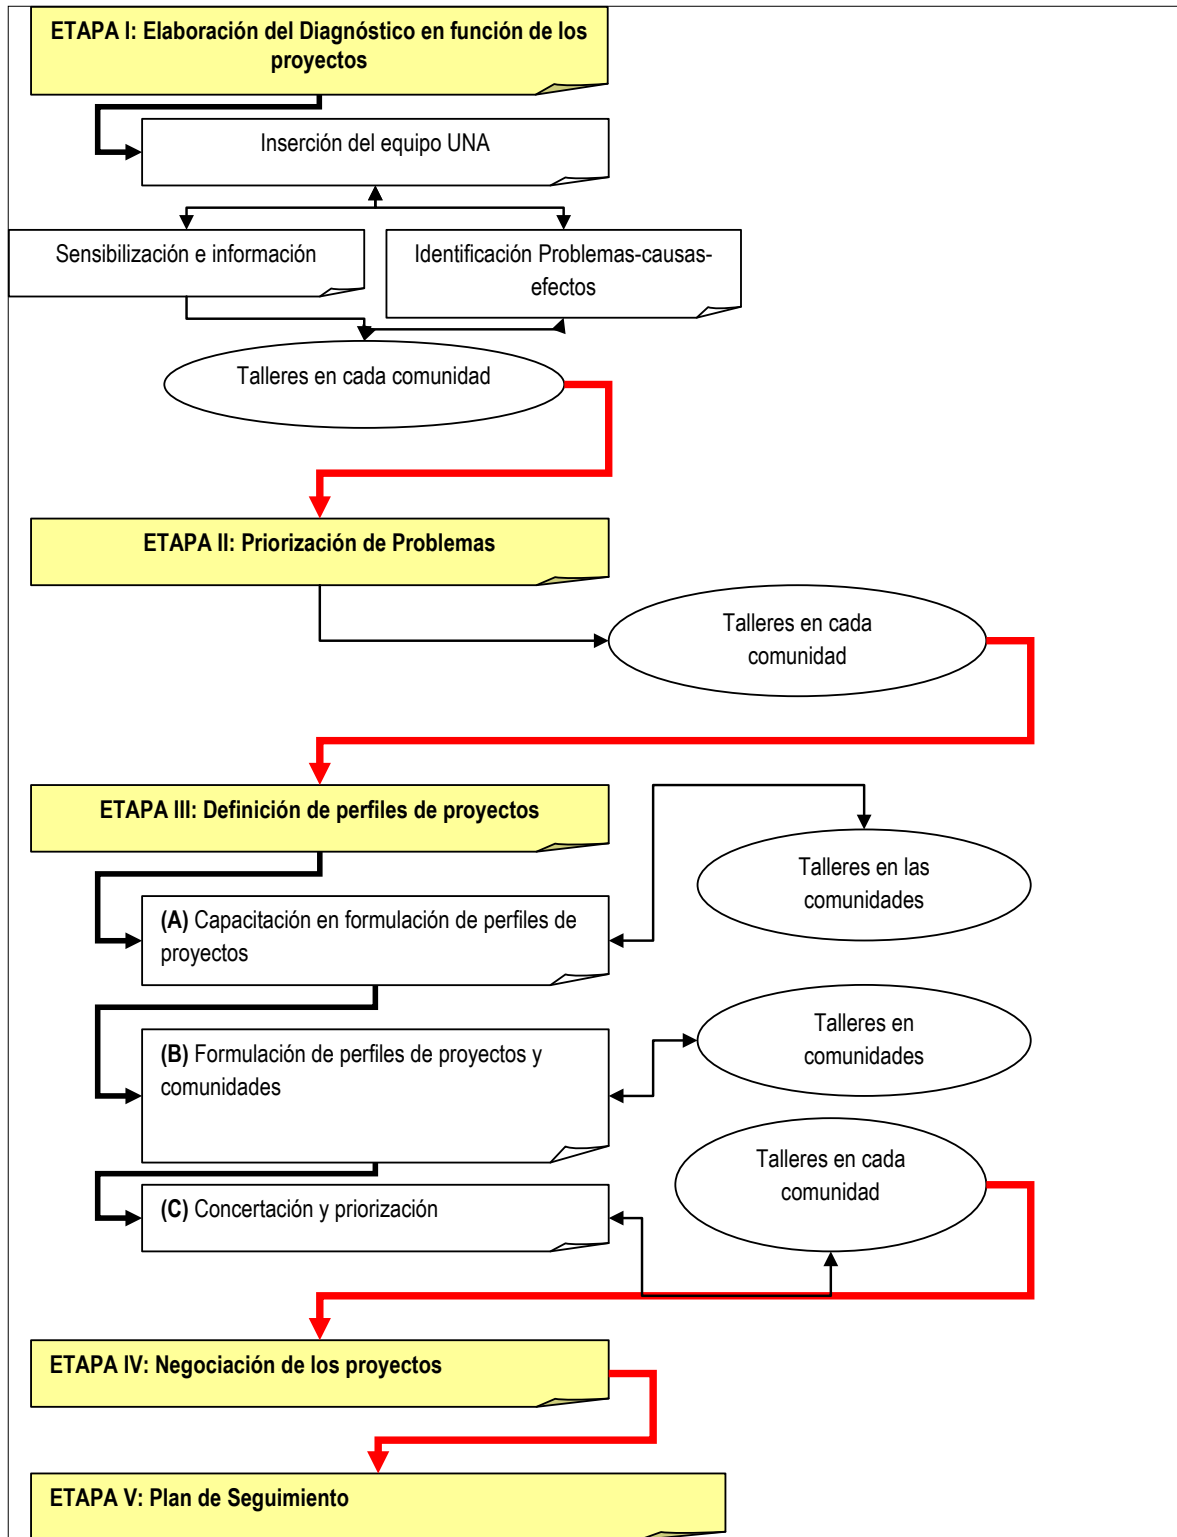 ETAPA I: Elaboración del Diagnóstico en función de los
proyectos
Inserción del equipo UNA
Sensibilización e información
Identificación Problemas-causas-
efectos
Talleres en cada comunidad
ETAPA II: Priorización de Problemas
Talleres en cada
comunidad
ETAPA III: Definición de perfiles de proyectos
Talleres en las
comunidades
(A) Capacitación en formulación de perfiles de
proyectos
Talleres en
comunidades
(B) Formulación de perfiles de proyectos y
comunidades
Talleres en cada
comunidad
(C) Concertación y priorización
ETAPA IV: Negociación de los proyectos
ETAPA V: Plan de Seguimiento